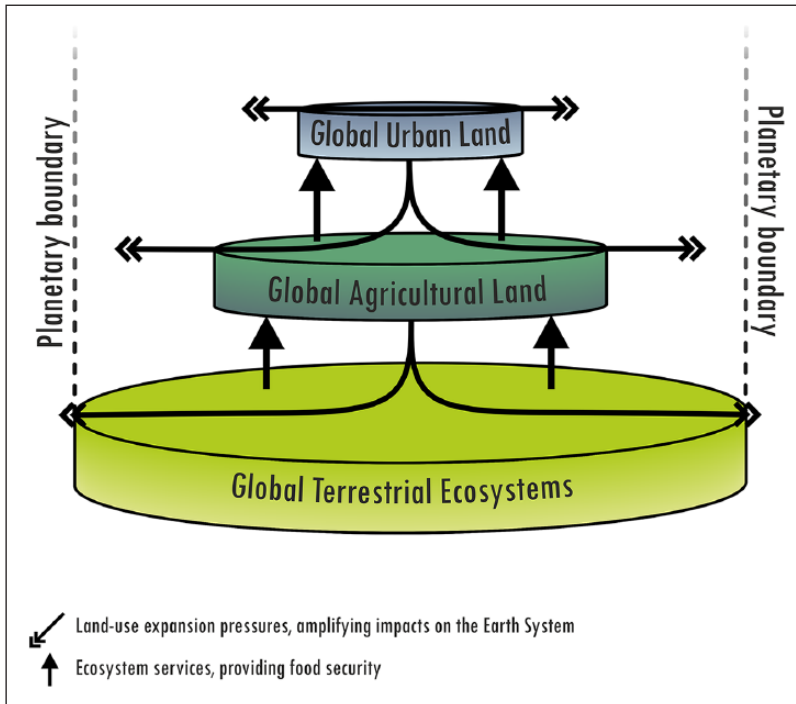 Planetary boundary
Planetary boundary
Global Urban Land
Global Agricultural Land
Global Terrestrial Ecosystems
Land-use expansion pressures, amplifying impacts on the Earth System
Ecosystem services, providing food security